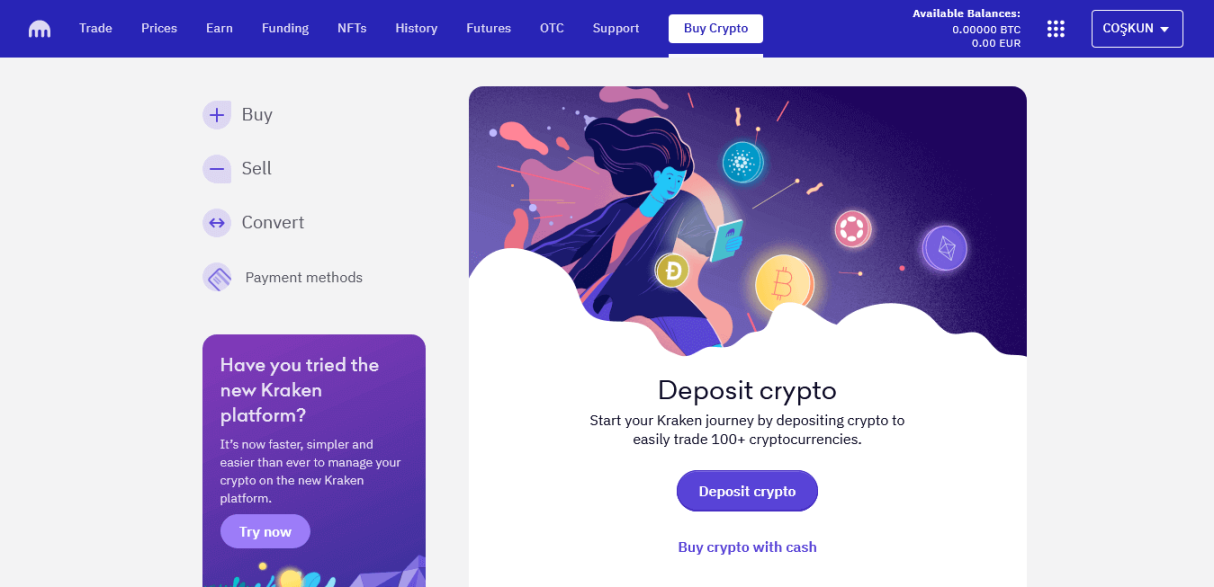 Trade
Prices
Earn
Funding
NFTs
History
Futures
OTC
Support
Buy Crypto
Available Balances:
0.00000 BTC
0.00 EUR
COŞKUN
Buy
Sell
Convert
Payment methods
Have you tried the
new Kraken
platform?
It's now faster, simpler and
easier than ever to manage your
crypto on the new Kraken
platform.
Try now
Deposit crypto
Start your Kraken journey by depositing crypto to
easily trade 100+ cryptocurrencies.
Deposit crypto
Buy crypto with cash